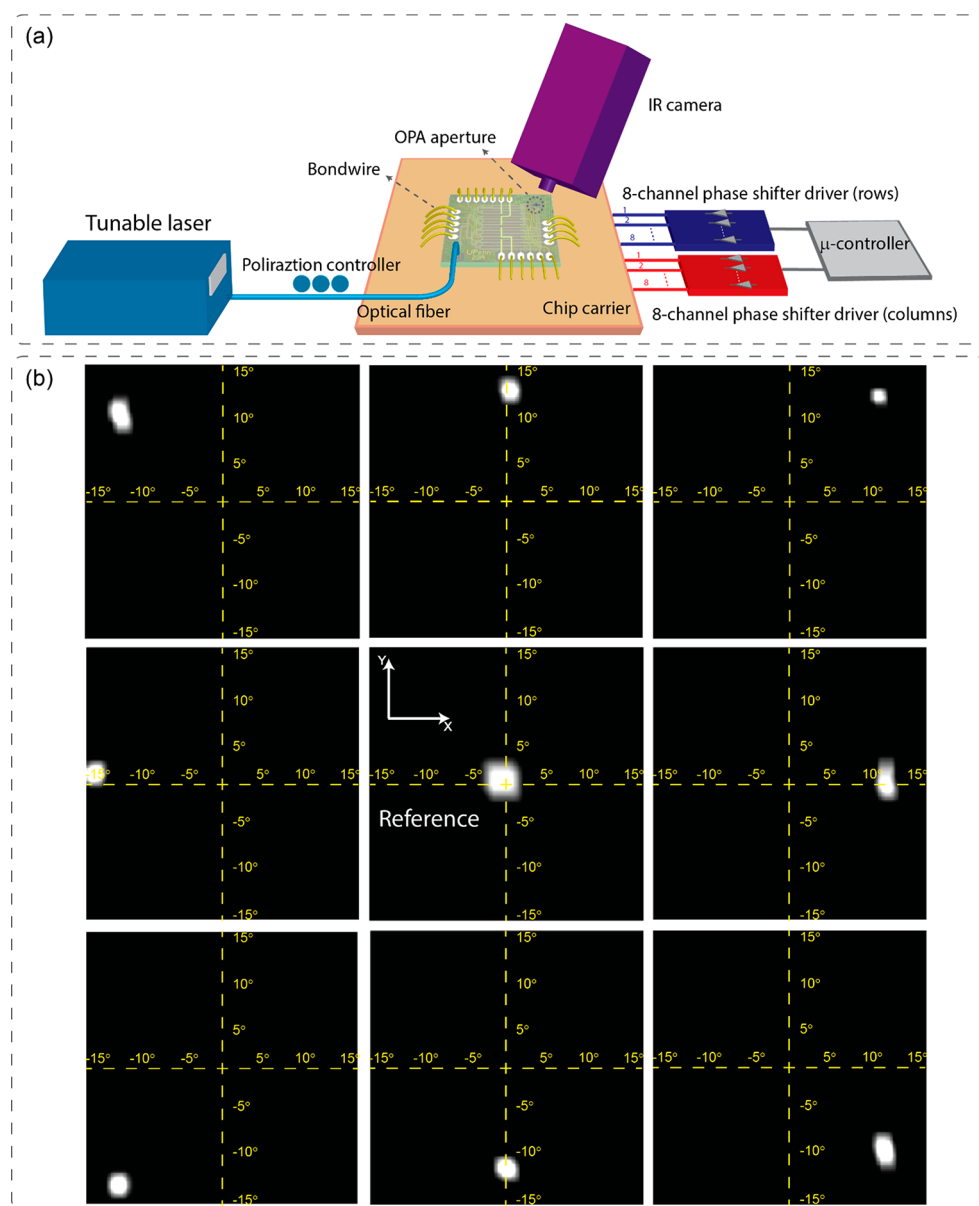 (a)
IR camera
OPA aperture
Bondwire
8-channel phase shifter driver (rows)
1
2
8
Tunable laser
μ-controller
Poliraztion controller
1
2
8
Optical fiber
Chip carrier
8-channel phase shifter driver (columns)
(b)
15° 15° 15°
10° 10° 10°
5° 5° 5°
-15° -10° -5° 5° 10° 15° -15° -10° -5° 5° 10° 15° -15° -10° -5° 5° 10° 15°
-5° -5° -5°
-10° -10° -10°
-15° -15° -15°
15° Y 15° 15°
10° 10° 10°
X
5° 5° 5°
-15° -10° -5° 5° 10° 15° -15° -10° -5° 5° 10° 15° -15° -10° -5° 5° 10° 15°
-5° Reference -5° -5°
-10° -10° -10°
-15° -15° -15°
15° 15° 15°
10° 10° 10°
5° 5° 5°
-15° -10° -5° 5° 10° 15° -15° -10° -5° 5° 10° 15° -15° -10° -5° 5° 10° 15°
-5° -5° -5°
-10° -10° -10°
-15° -15° -15°